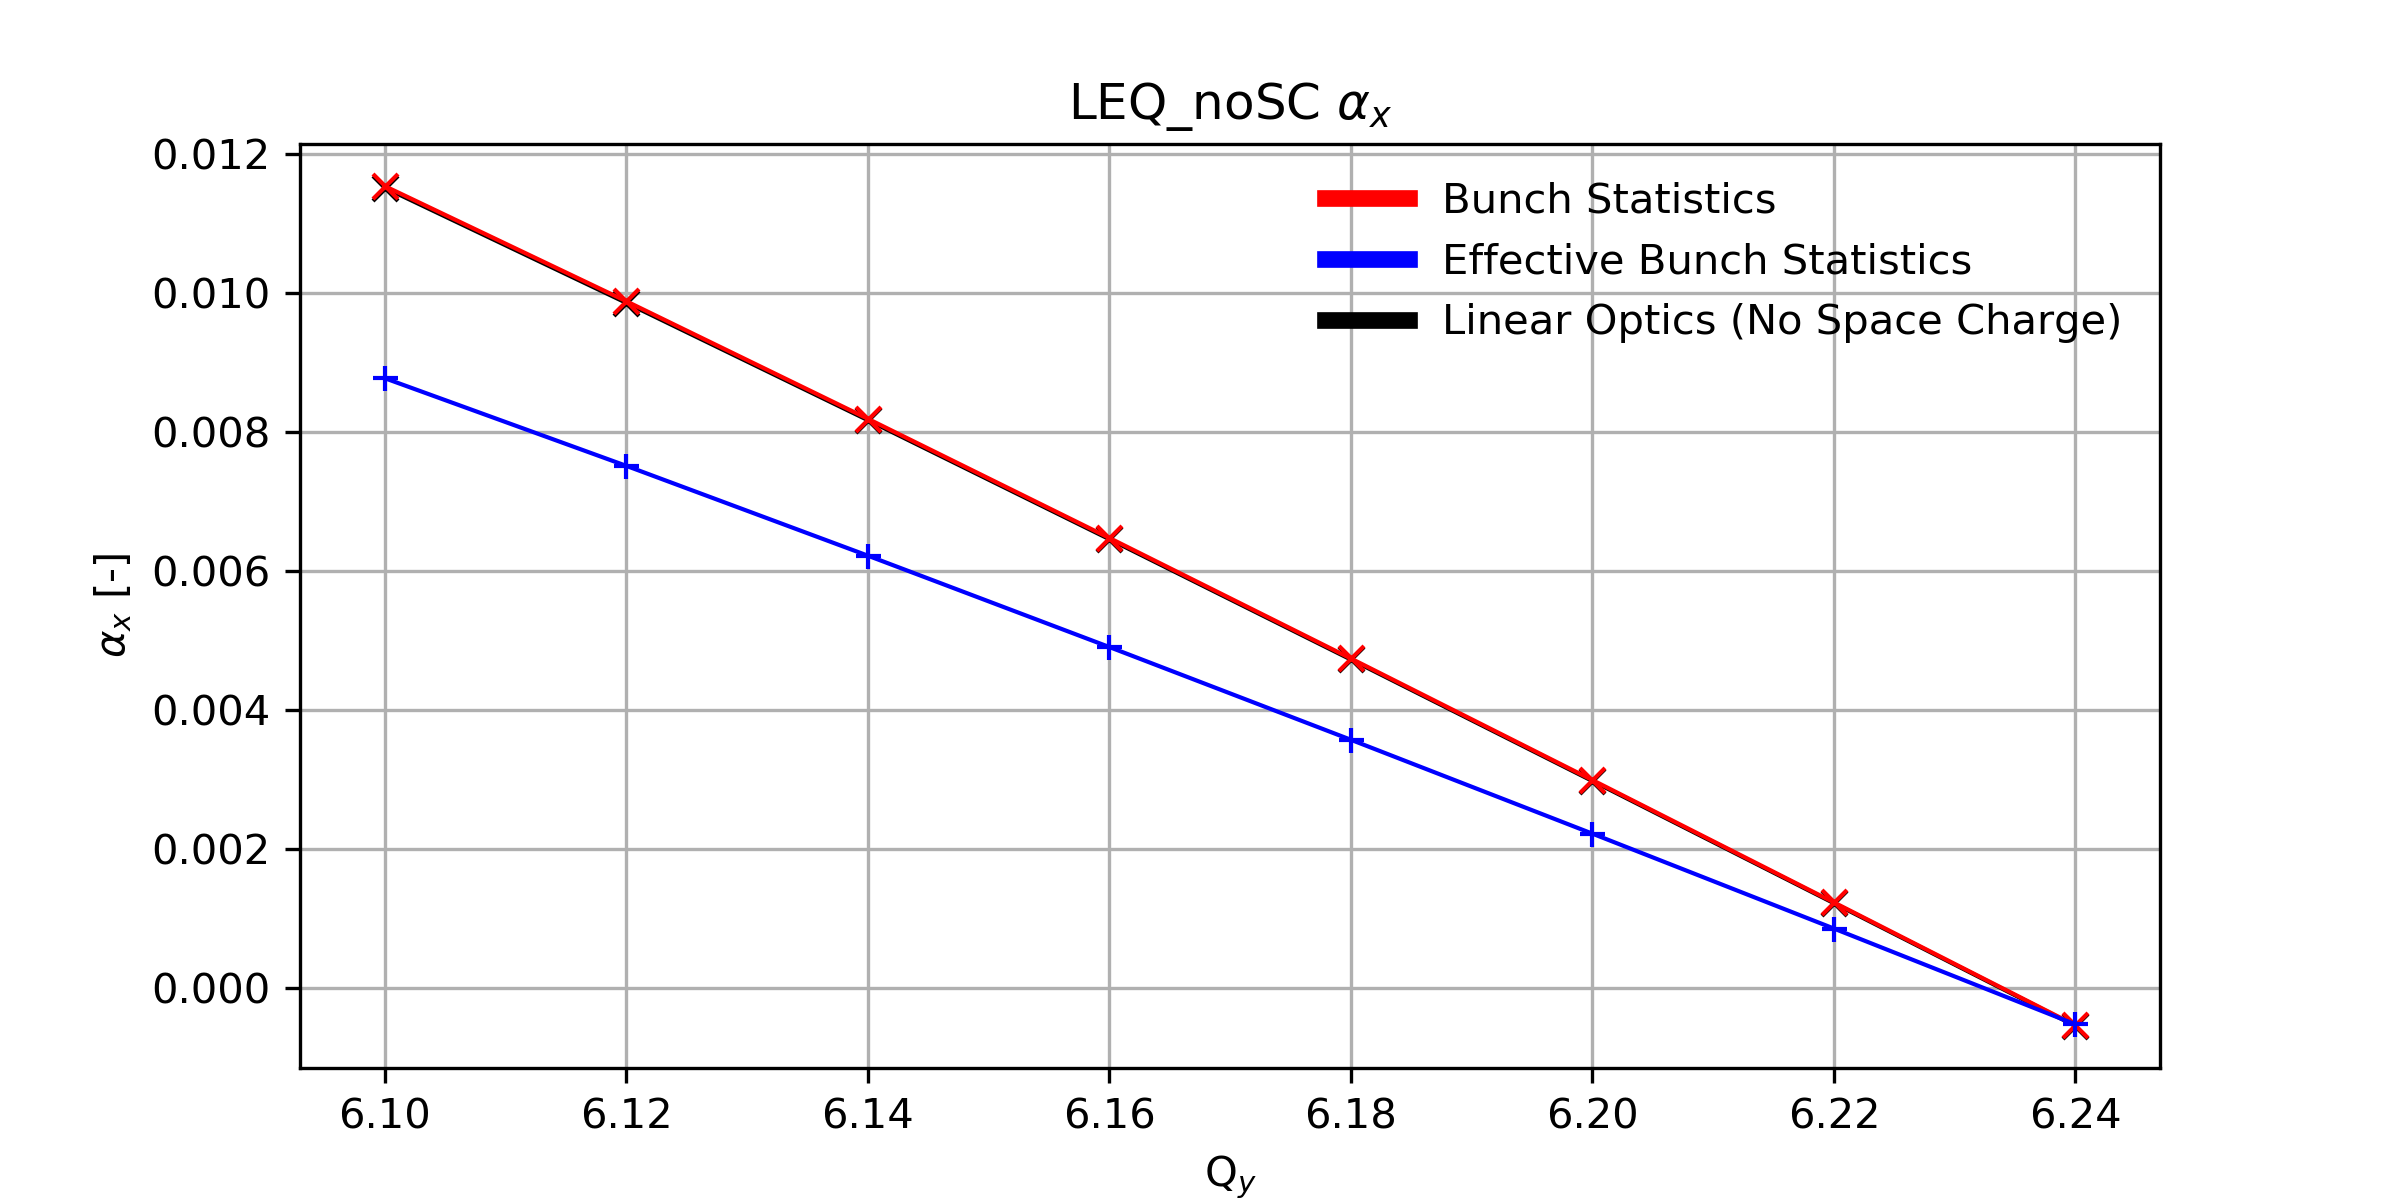 LEQ_noSC αx
0.012
0.010
0.008
0.006
0.004
0.002
0.000
αx [-]
Bunch Statistics
Effective Bunch Statistics
Linear Optics (No Space Charge)
6.10 6.12 6.14 6.16 6.18 6.20 6.22 6.24
Qy